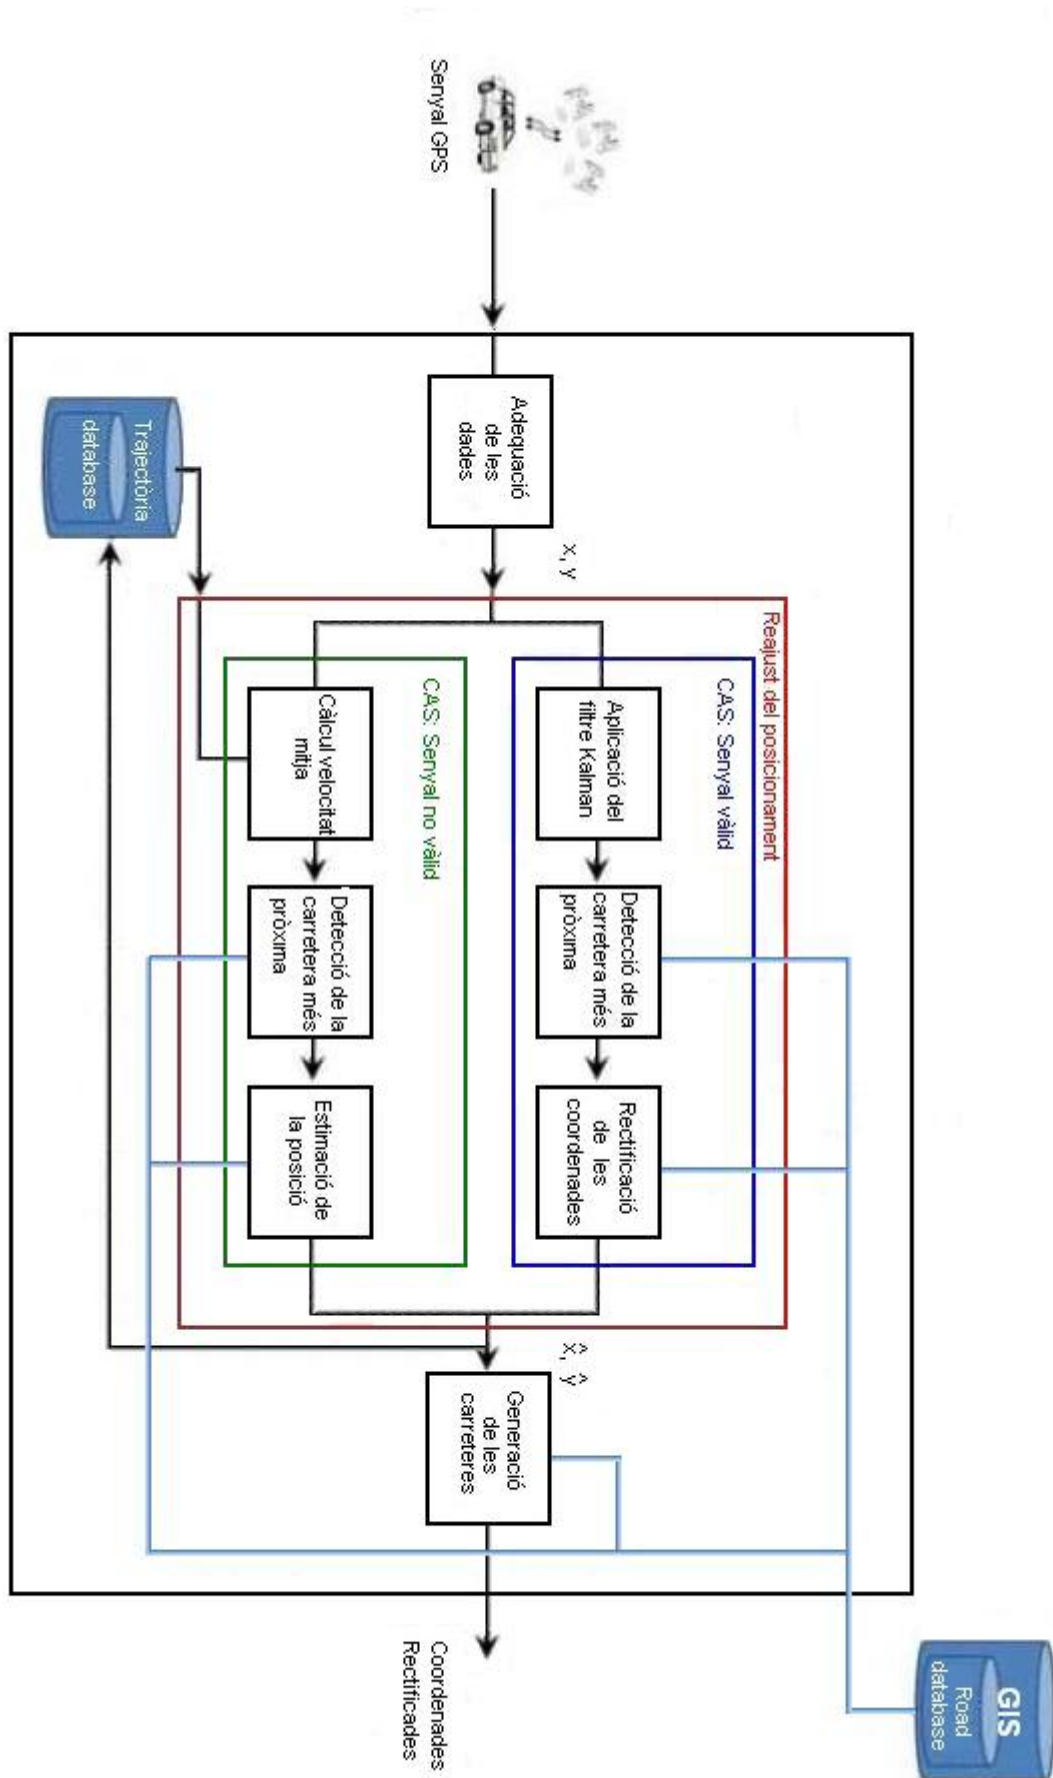 Senyal GPS
Adequació
de les
dades
x, y
Trajectòria
database
Reajust del posicionament
CAS: Senyal vàlid
Aplicació del
filtre Kalman
Detecció de la
carretera més
pròxima
Rectificació
de les
coordenades
CAS: Senyal no vàlid
Càlcul velocitat
mitja
Detecció de la
carretera més
pròxima
Estimació de
la posició
x̂, ŷ
Generació
de les
carreteres
GIS
Road
database
Coordenades
Rectificades